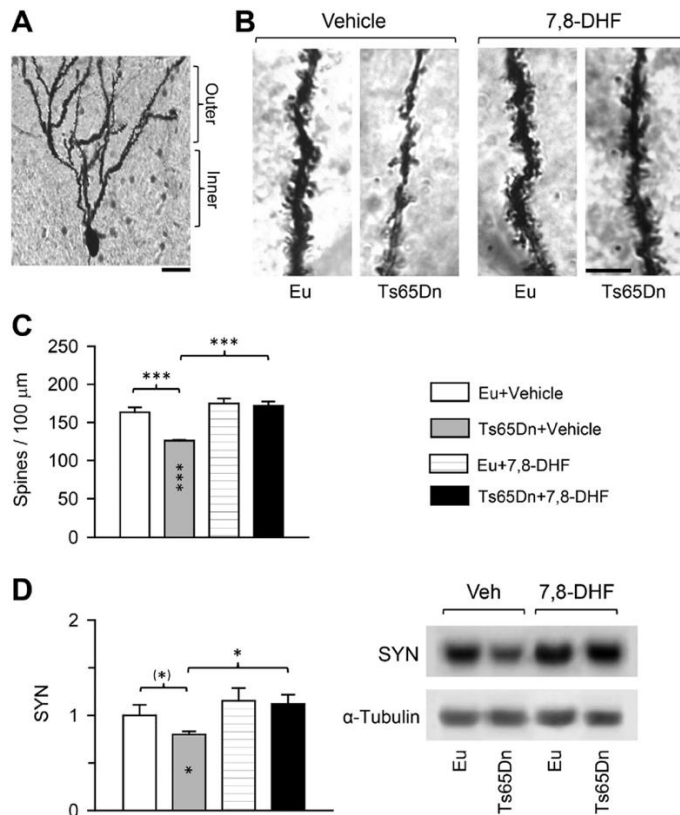 A
Outer
Inner
B
Vehicle
7,8-DHF
Eu
Ts65Dn
Eu
Ts65Dn
C
Spines / 100 µm
250
200
150
100
50
0
***
***
***
Eu+Vehicle
Ts65Dn+Vehicle
Eu+7,8-DHF
Ts65Dn+7,8-DHF
D
SYN
2
1
0
(*)
*
*
Veh
7,8-DHF
SYN
α-Tubulin
Eu
Ts65Dn
Eu
Ts65Dn